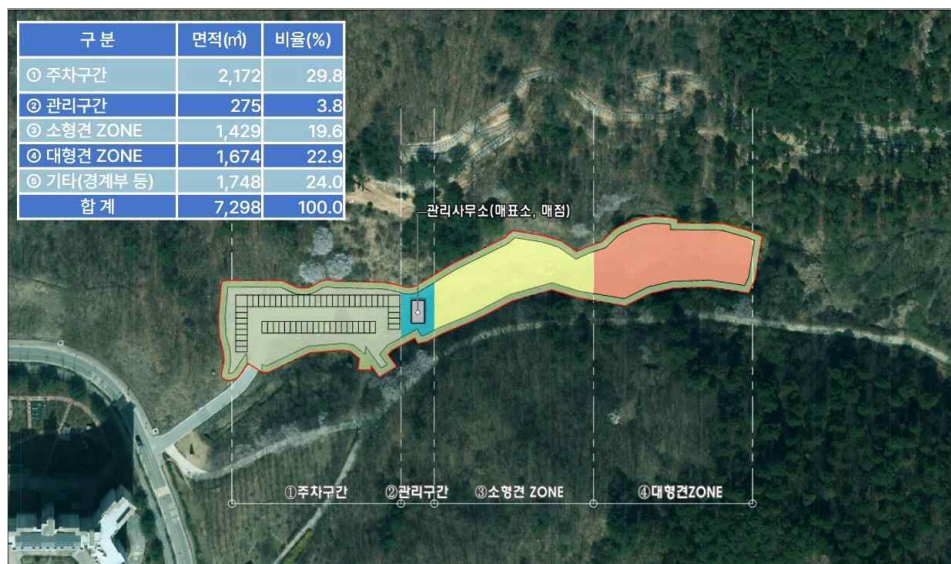 구 분 면적(㎡) 비율(%)
① 주차구간 2,172 29.8
② 관리구간 275 3.8
③ 소형견 ZONE 1,429 19.6
④ 대형견 ZONE 1,674 22.9
⑤ 기타(경계부 등) 1,748 24.0
합 계 7,298 100.0
관리사무소(매표소, 매점)
①주차구간 ②관리구간 ③소형견 ZONE ④대형견ZONE